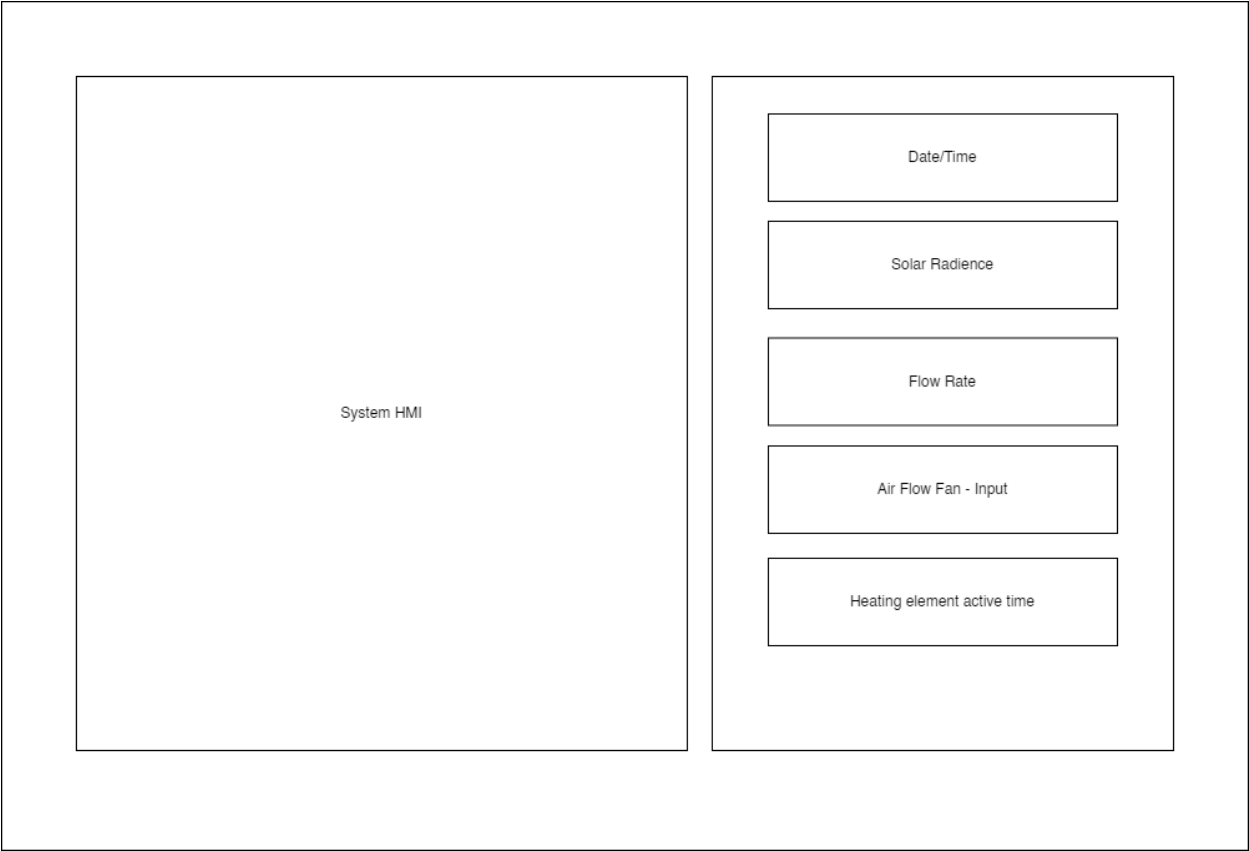 System HMI
Date/Time
Solar Radience
Flow Rate
Air Flow Fan - Input
Heating element active time